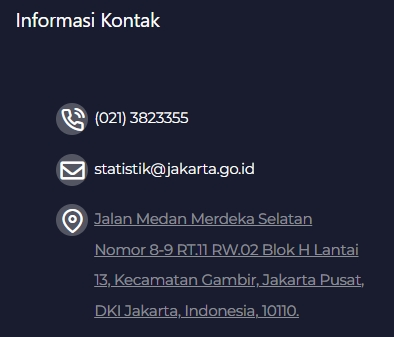 Informasi Kontak
(021) 3823355
statistik@jakarta.go.id
Jalan Medan Merdeka Selatan
Nomor 8-9 RT.11 RW.02 Blok H Lantai
13, Kecamatan Gambir, Jakarta Pusat,
DKI Jakarta, Indonesia, 10110.